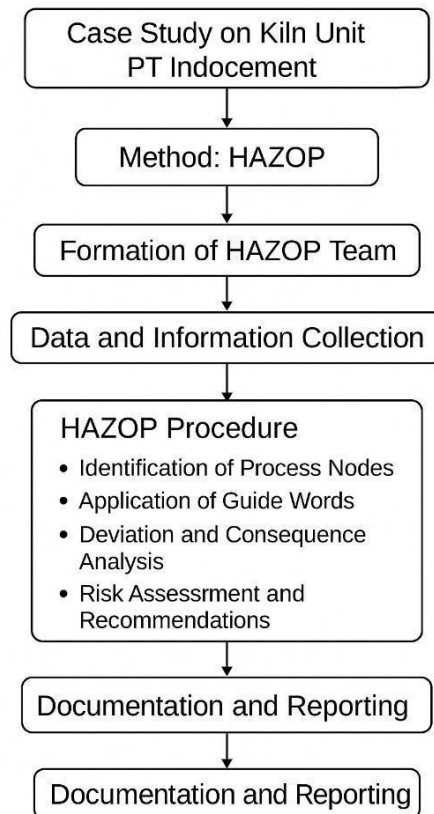 Case Study on Kiln Unit
PT Indocement
Method: HAZOP
Formation of HAZOP Team
Data and Information Collection
HAZOP Procedure
• Identification of Process Nodes
• Application of Guide Words
• Deviation and Consequence
Analysis
• Risk Assessrment and
Recommendations
Documentation and Reporting
Documentation and Reporting